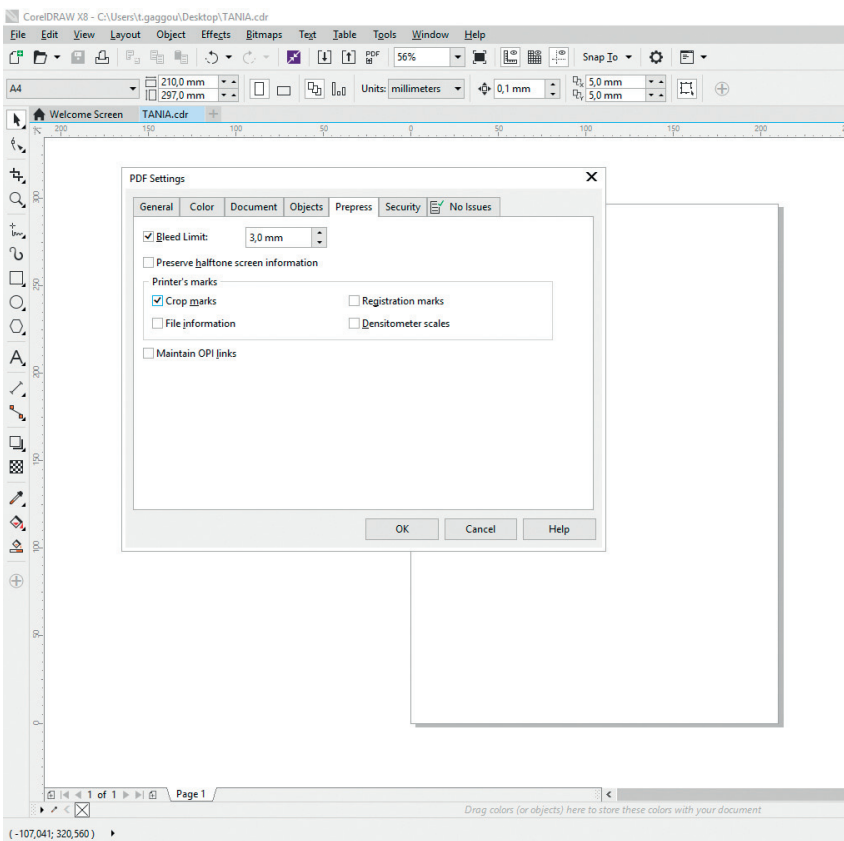 CorelDRAW X8 - C:\Users\t.gaggou\Desktop\TANIA.cdr
File Edit View Layout Object Effects Bitmaps Text Table Tools Window Help
PDF 56% Snap To
A4 210,0 mm 297,0 mm Units: millimeters 0,1 mm 5,0 mm 5,0 mm
Welcome Screen TANIA.cdr
200 150 100 50 0 50 100 150 200
PDF Settings
General Color Document Objects Prepress Security No Issues
Bleed Limit: 3,0 mm
Preserve halftone screen information
Printer's marks
Crop marks Registration marks
File information Densitometer scales
Maintain OPI links
OK Cancel Help
300
250
200
150
100
50
0
1 of 1 Page 1
Drag colors (or objects) here to store these colors with your document
( -107,041; 320,560 )